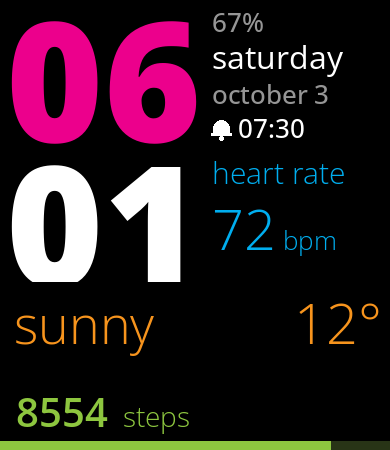 06
01
67%
saturday
october 3
07:30
heart rate
72 bpm
sunny 12°
8554 steps